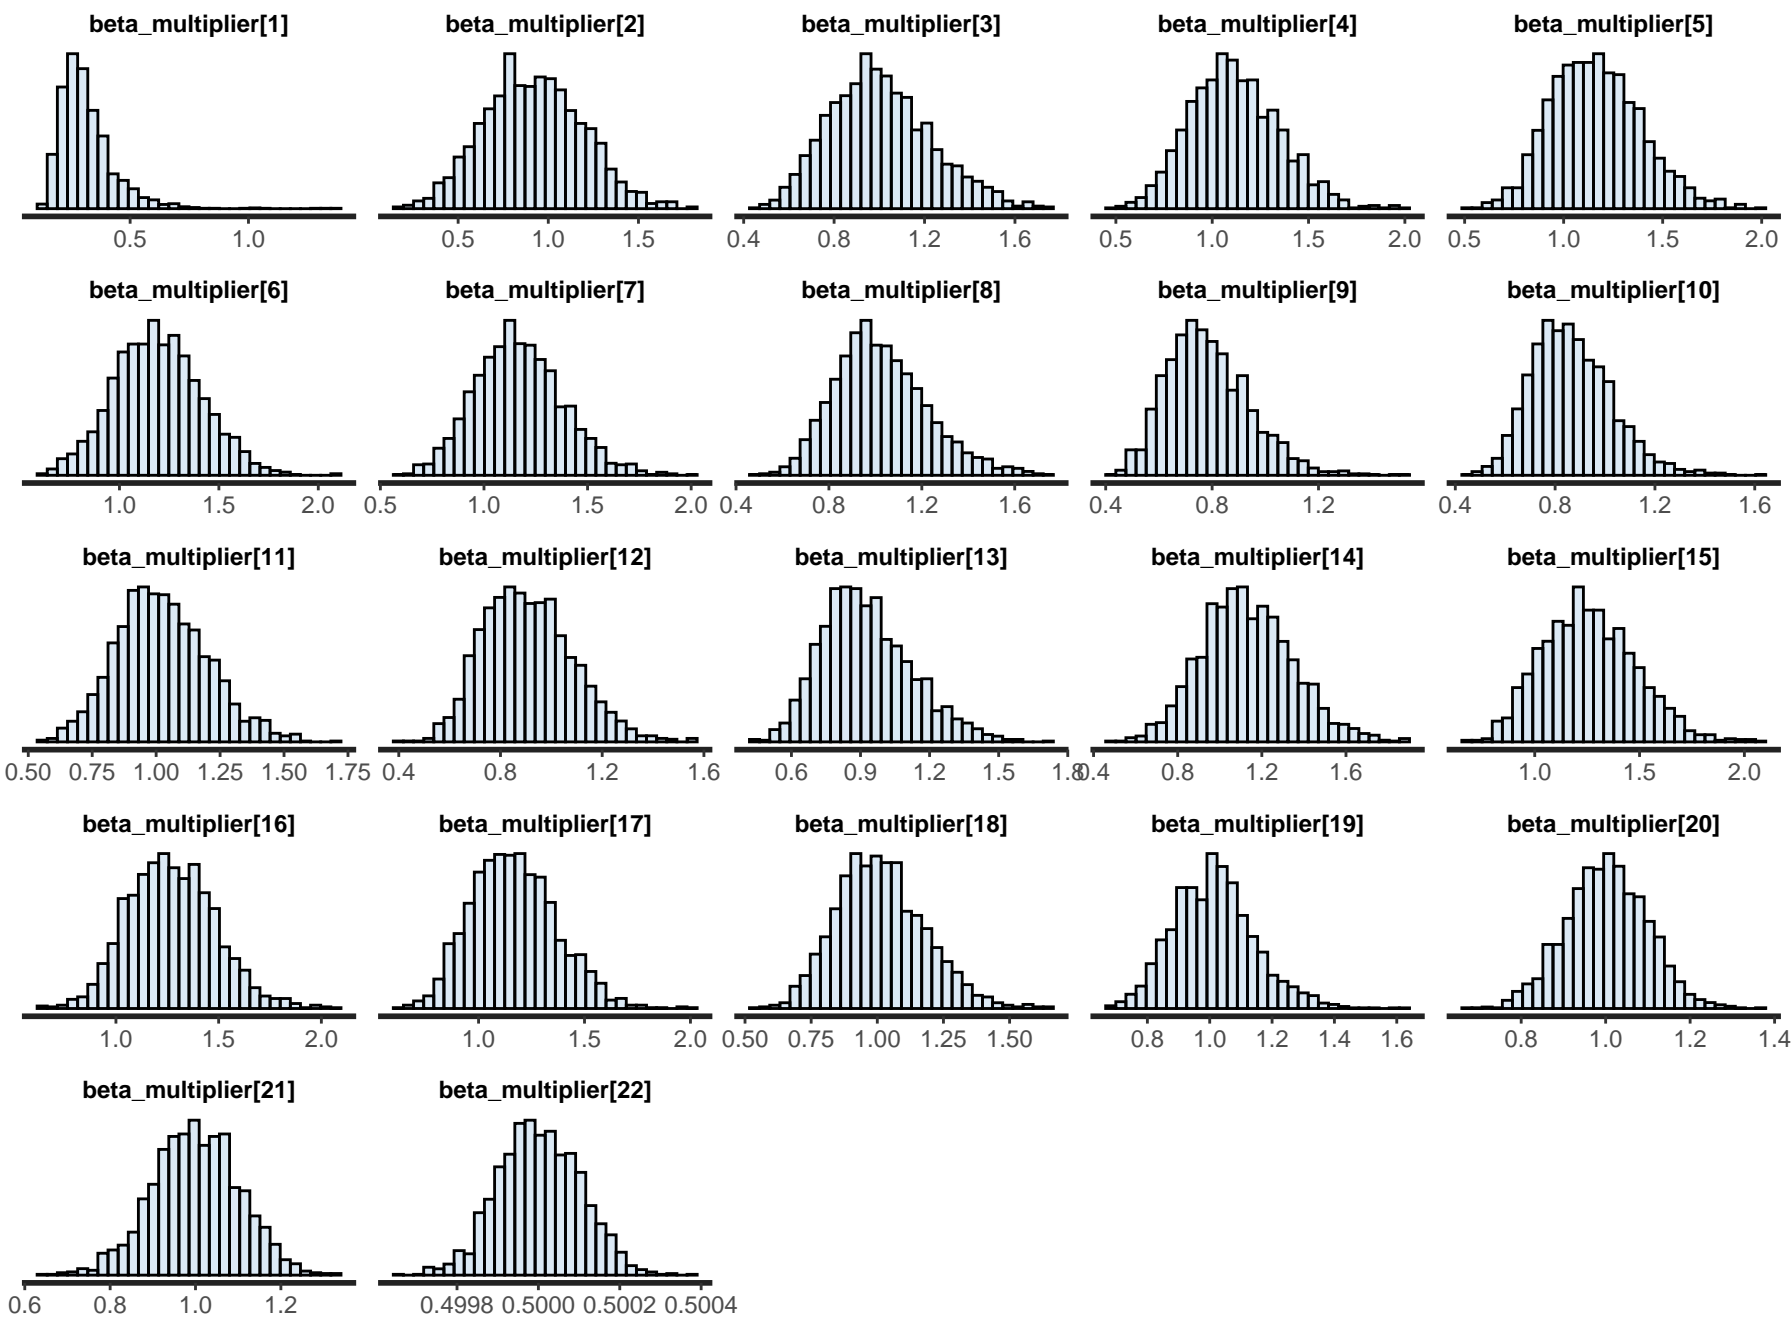 beta_multiplier[1] beta_multiplier[2] beta_multiplier[3] beta_multiplier[4] beta_multiplier[5]
0.5 1.0 0.5 1.0 1.5 0.4 0.8 1.2 1.6 0.5 1.0 1.5 2.0 0.5 1.0 1.5 2.0
beta_multiplier[6] beta_multiplier[7] beta_multiplier[8] beta_multiplier[9] beta_multiplier[10]
1.0 1.5 2.0 0.5 1.0 1.5 2.0 0.4 0.8 1.2 1.6 0.4 0.8 1.2 0.4 0.8 1.2 1.6
beta_multiplier[11] beta_multiplier[12] beta_multiplier[13] beta_multiplier[14] beta_multiplier[15]
0.50 0.75 1.00 1.25 1.50 1.75 0.4 0.8 1.2 1.6 0.6 0.9 1.2 1.5 1.8 0.4 0.8 1.2 1.6 1.0 1.5 2.0
beta_multiplier[16] beta_multiplier[17] beta_multiplier[18] beta_multiplier[19] beta_multiplier[20]
1.0 1.5 2.0 1.0 1.5 2.0 0.50 0.75 1.00 1.25 1.50 0.8 1.0 1.2 1.4 1.6 0.8 1.0 1.2 1.4
beta_multiplier[21] beta_multiplier[22]
0.6 0.8 1.0 1.2 0.4998 0.5000 0.5002 0.5004